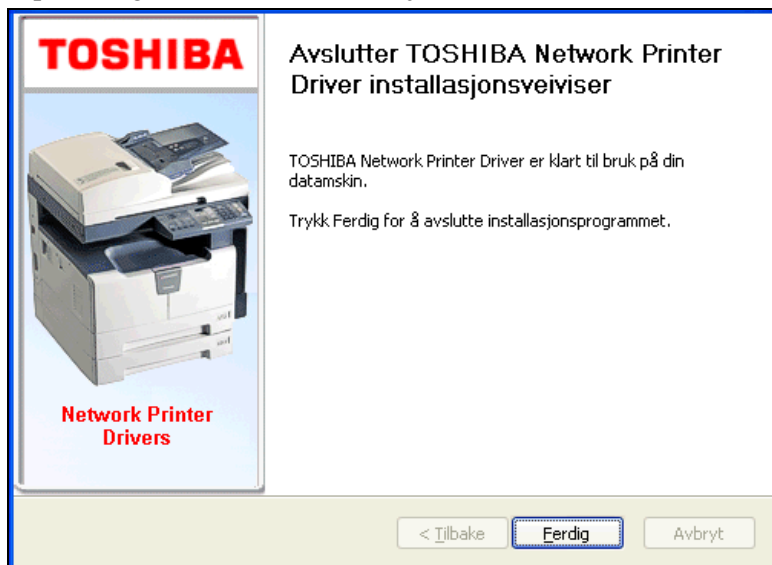 TOSHIBA
Avslutter TOSHIBA Network Printer
Driver installasjonsveiviser
TOSHIBA Network Printer Driver er klart til bruk på din
datamskin.
Trykk Ferdig for å avslutte installasjonsprogrammet.
Network Printer
Drivers
< Tilbake
Ferdig
Avbryt